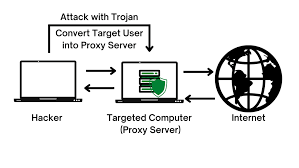 Attack with Trojan
Convert Target User
into Proxy Server
Hacker
Targeted Computer
(Proxy Server)
Internet